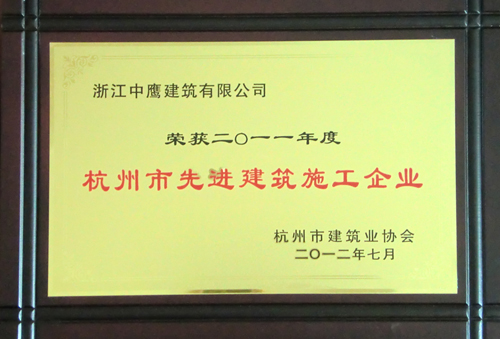 浙江中鹰建筑有限公司
荣获二〇一一年度
杭州市先进建筑施工企业
杭州市建筑业协会
二〇一二年七月